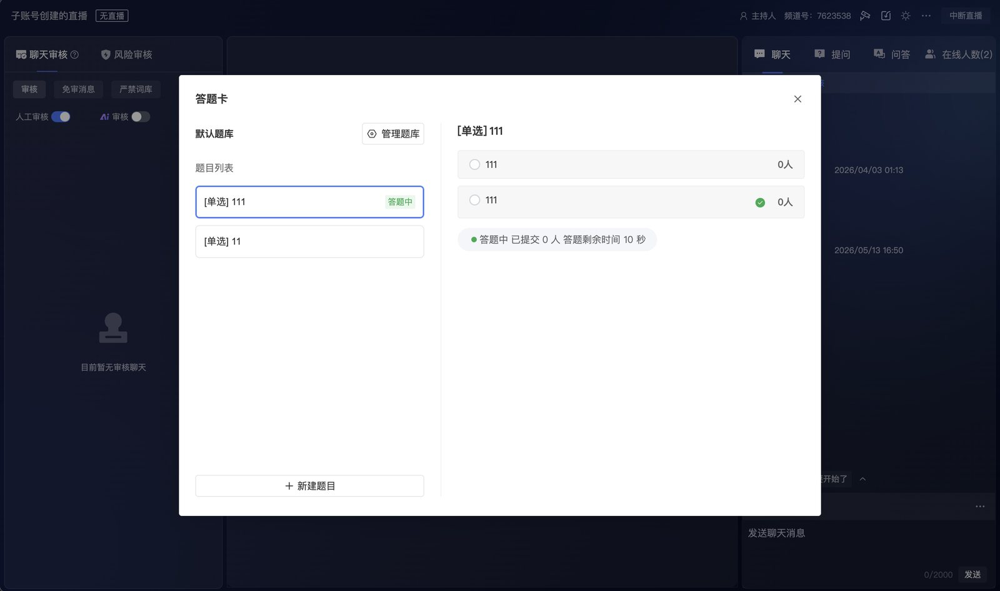 子账号创建的直播 无直播
主持人 频道号：7623538 中断直播
聊天审核 风险审核
聊天 提问 问答 在线人数(2)
审核 免审消息 严禁词库
人工审核 Ai 审核
答题卡
默认题库 管理题库
题目列表
[单选] 111 答题中
[单选] 11
新建题目
[单选] 111
111 0人
111 0人
答题中 已提交 0 人 答题剩余时间 10 秒
目前暂无审核聊天
2026/04/03 01:13
2026/05/13 16:50
开始了
发送聊天消息
0/2000 发送